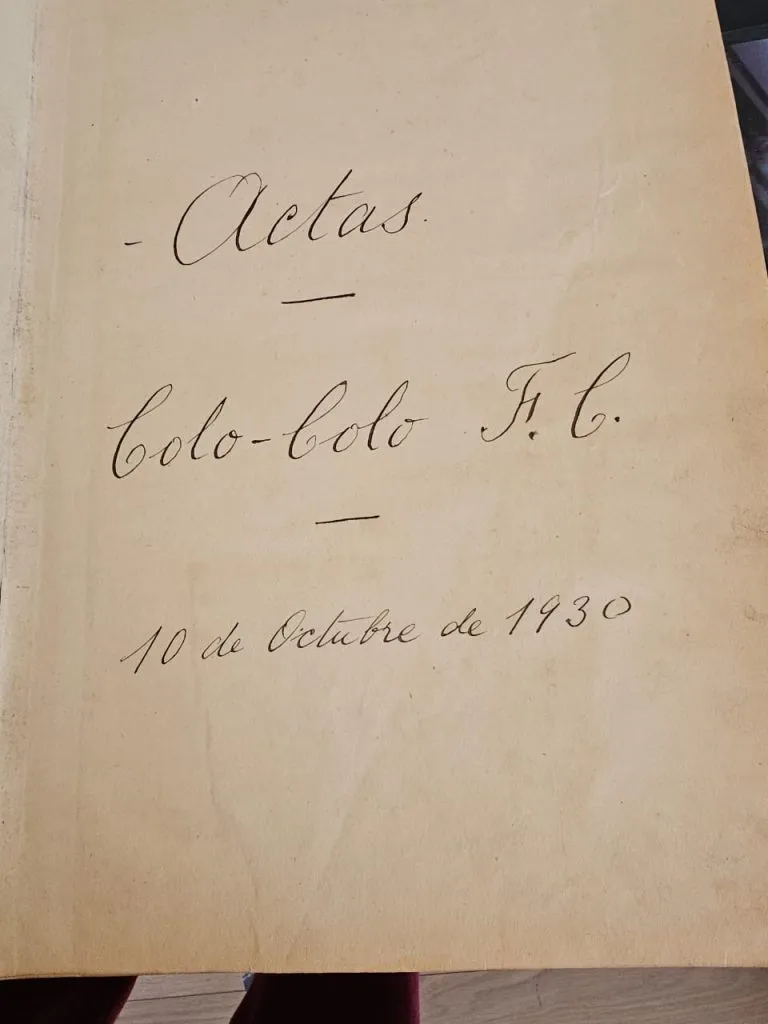 - Actas.
Colo-Colo F.C.
10 de Octubre de 1930